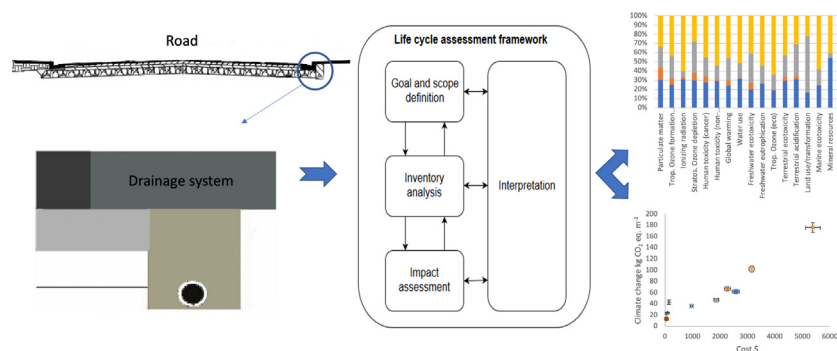 Road
Drainage system
Life cycle assessment framework
Goal and scope
definition
Inventory
analysis
Impact
assessment
Interpretation
100%
90%
80%
70%
60%
50%
40%
30%
20%
10%
0%
Particulate matter
Trop. Ozone formation...
Ionizing radiation
Stratos. Ozone depletion
Human toxicity (cancer)
Human toxicity (non-...
Global warming
Water use
Freshwater ecotoxicity
Freshwater eutrophication
Trop. Ozone (eco)
Terrestrial ecotoxicity
Terrestrial acidification
Land use/transformation
Marine ecotoxicity
Mineral resources
Climate change kg CO2 eq. m-2
200
180
160
140
120
100
80
60
40
20
0
0 1000 2000 3000 4000 5000 6000
Cost $